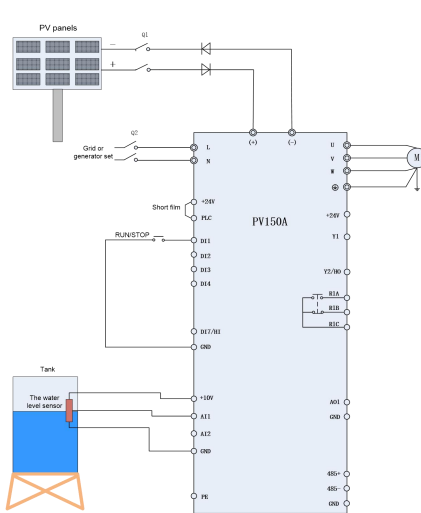 PV panels
Q1
−
+
(+) (-)
Q2
L
Grid or
generator set
N
U
V
W
M
Short film
+24V
PLC
PV150A
+24V
RUN/STOP
DI1
Y1
DI2
DI3
DI4
Y2/HO
R1A
R1B
R1C
DI7/HI
GND
Tank
The water
level sensor
+10V
AI1
AI2
GND
AO1
GND
485+
485-
GND
PE